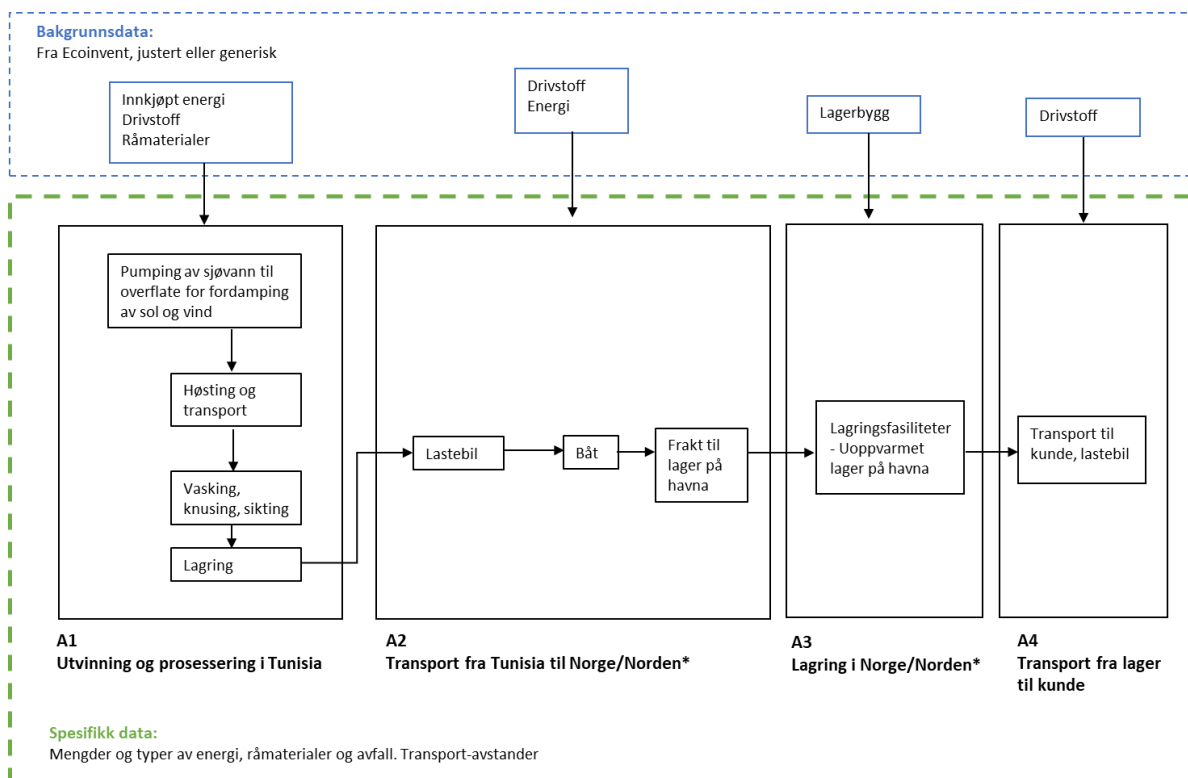 Bakgrunnsdata:
Fra Ecoinvent, justert eller generisk
Innkjøpt energi
Drivstoff
Råmaterialer
Drivstoff
Energi
Lagerbygg
Drivstoff
Pumping av sjøvann til
overflate for fordamping
av sol og vind
Høsting og
transport
Vasking,
knusing, sikting
Lagring
Lastebil
Båt
Frakt til
lager på
havna
Lagringsfasiliteter
- Uoppvarmet
lager på havna
Transport til
kunde, lastebil
A1
Utvinning og prosessering i Tunisia
A2
Transport fra Tunisia til Norge/Norden*
A3
Lagring i Norge/Norden*
A4
Transport fra lager
til kunde
Spesifikk data:
Mengder og typer av energi, råmaterialer og avfall. Transport-avstander